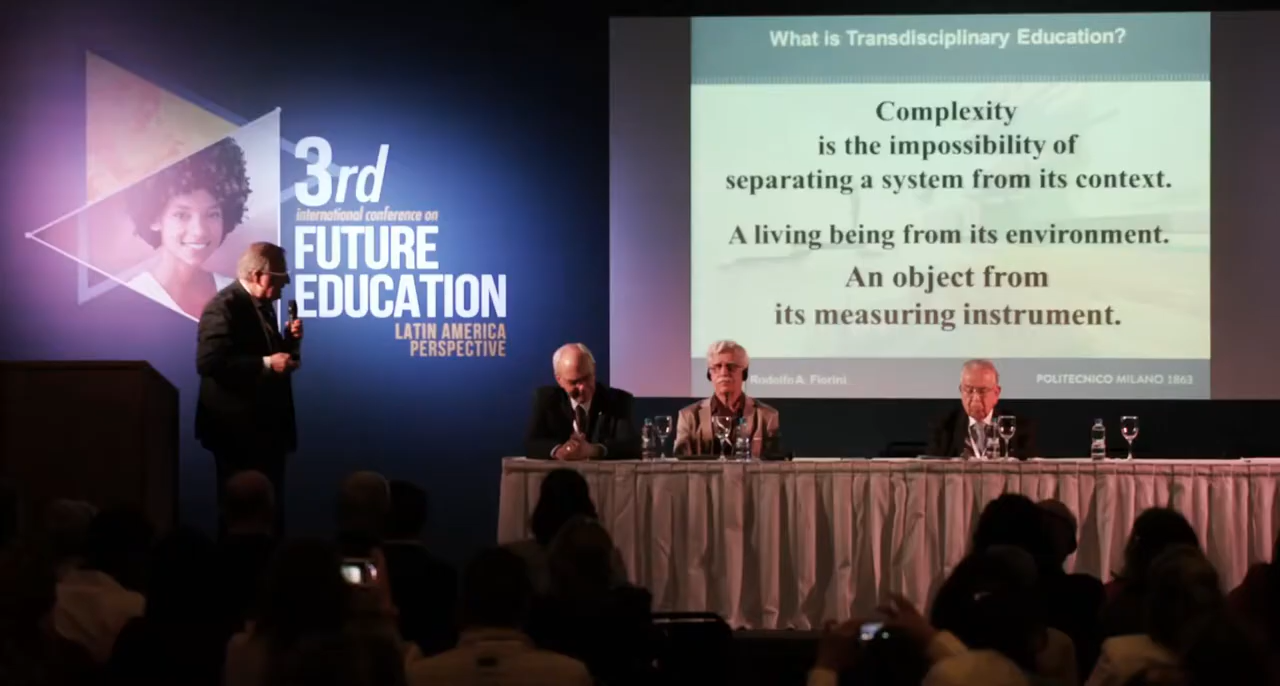 3rd
international conference on
FUTURE
EDUCATION
LATIN AMERICA
PERSPECTIVE
What is Transdisciplinary Education?
Complexity
is the impossibility of
separating a system from its context.
A living being from its environment.
An object from
its measuring instrument.
Rodolfo A. Fiorini
POLITECNICO MILANO 1863